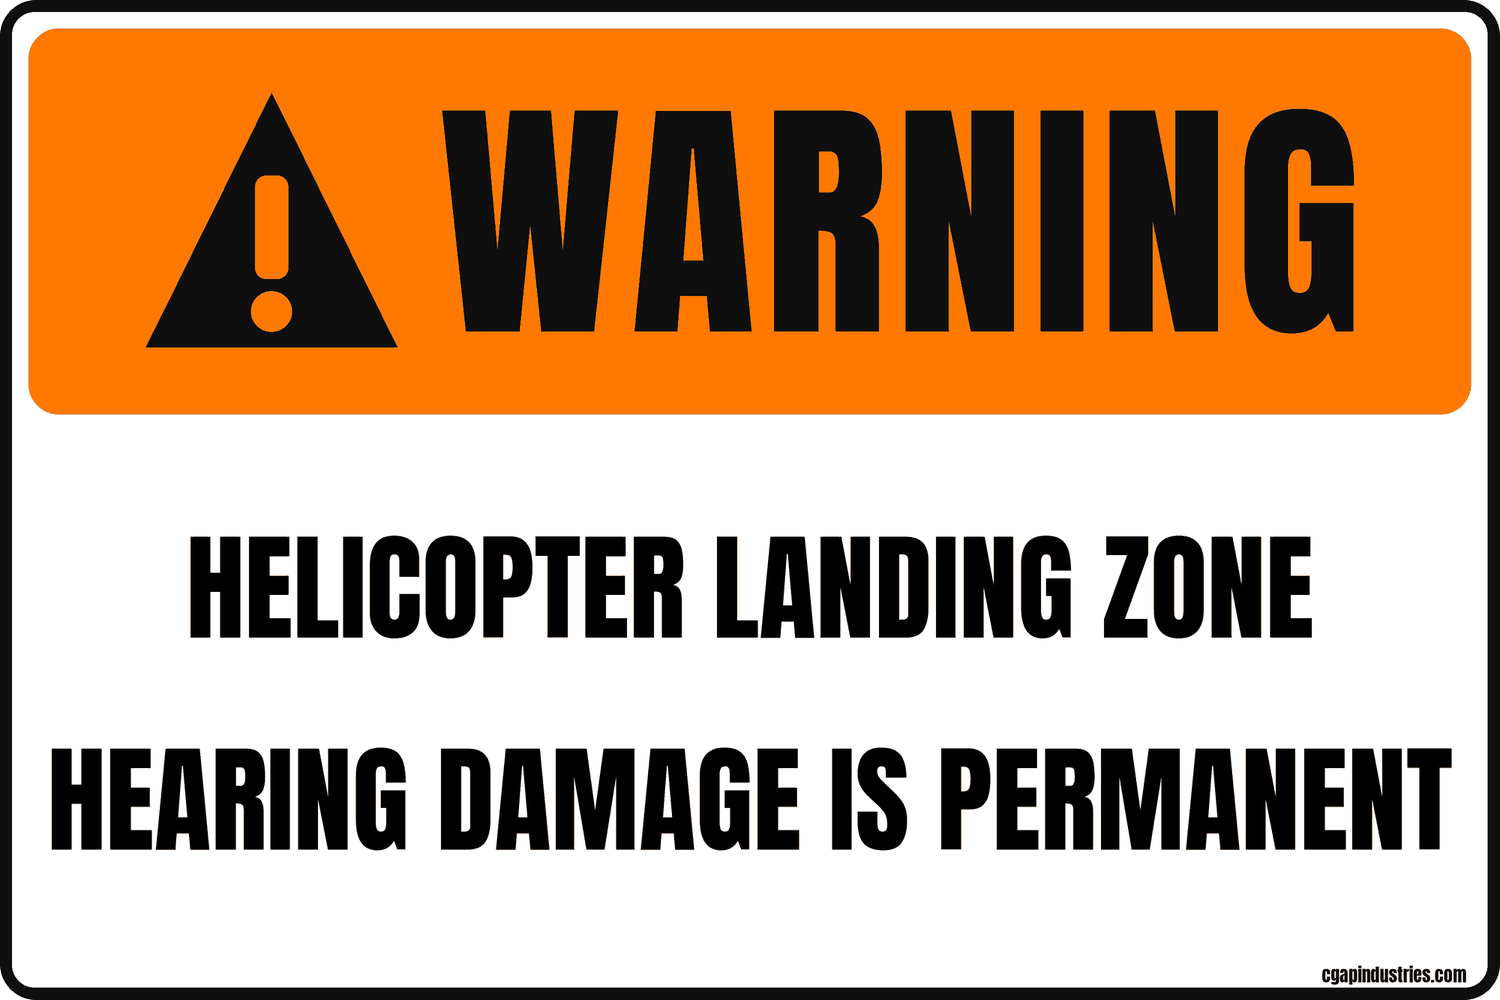 WARNING
HELICOPTER LANDING ZONE
HEARING DAMAGE IS PERMANENT
cgapindustries.com